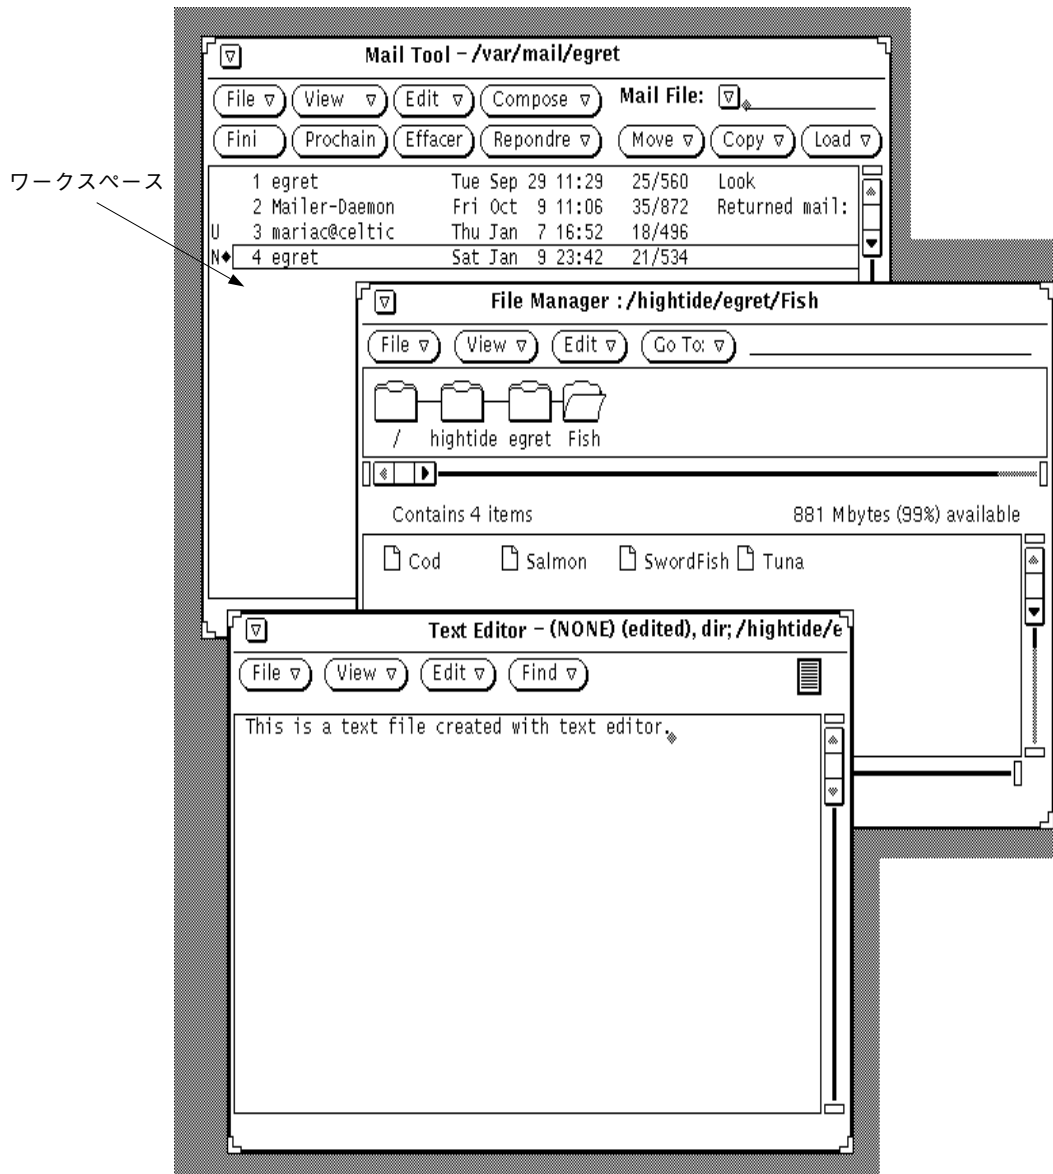 Mail Tool – /var/mail/egret
File View Edit Compose Mail File:
Fini Prochain Effacer Repondre Move Copy Load
ワークスペース
1 egret Tue Sep 29 11:29 25/560 Look
2 Mailer-Daemon Fri Oct 9 11:06 35/872 Returned mail:
U 3 mariac@celtic Thu Jan 7 16:52 18/496
N◆ 4 egret Sat Jan 9 23:42 21/534
File Manager : /hightide/egret/Fish
File View Edit Go To:
/ hightide egret Fish
Contains 4 items 881 Mbytes (99%) available
Cod Salmon SwordFish Tuna
Text Editor – (NONE) (edited), dir; /hightide/e
File View Edit Find
This is a text file created with text editor.